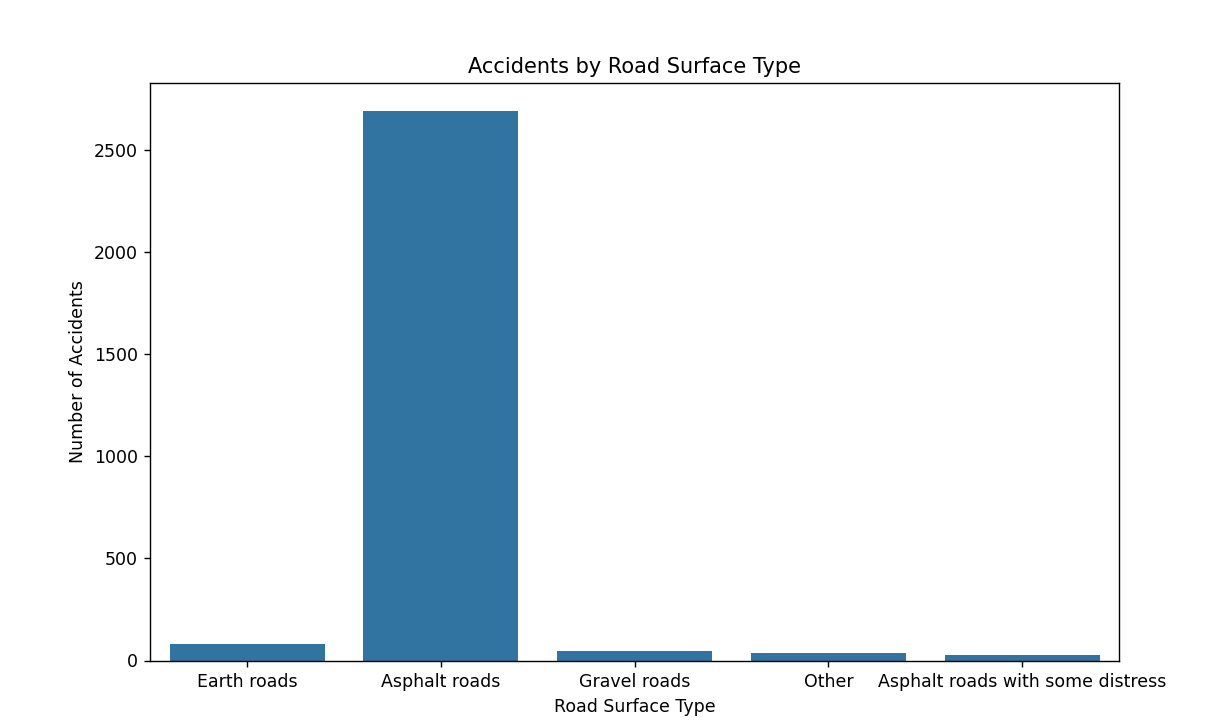 Accidents by Road Surface Type
Number of Accidents
2500
2000
1500
1000
500
0
Earth roads
Asphalt roads
Gravel roads
Other
Asphalt roads with some distress
Road Surface Type